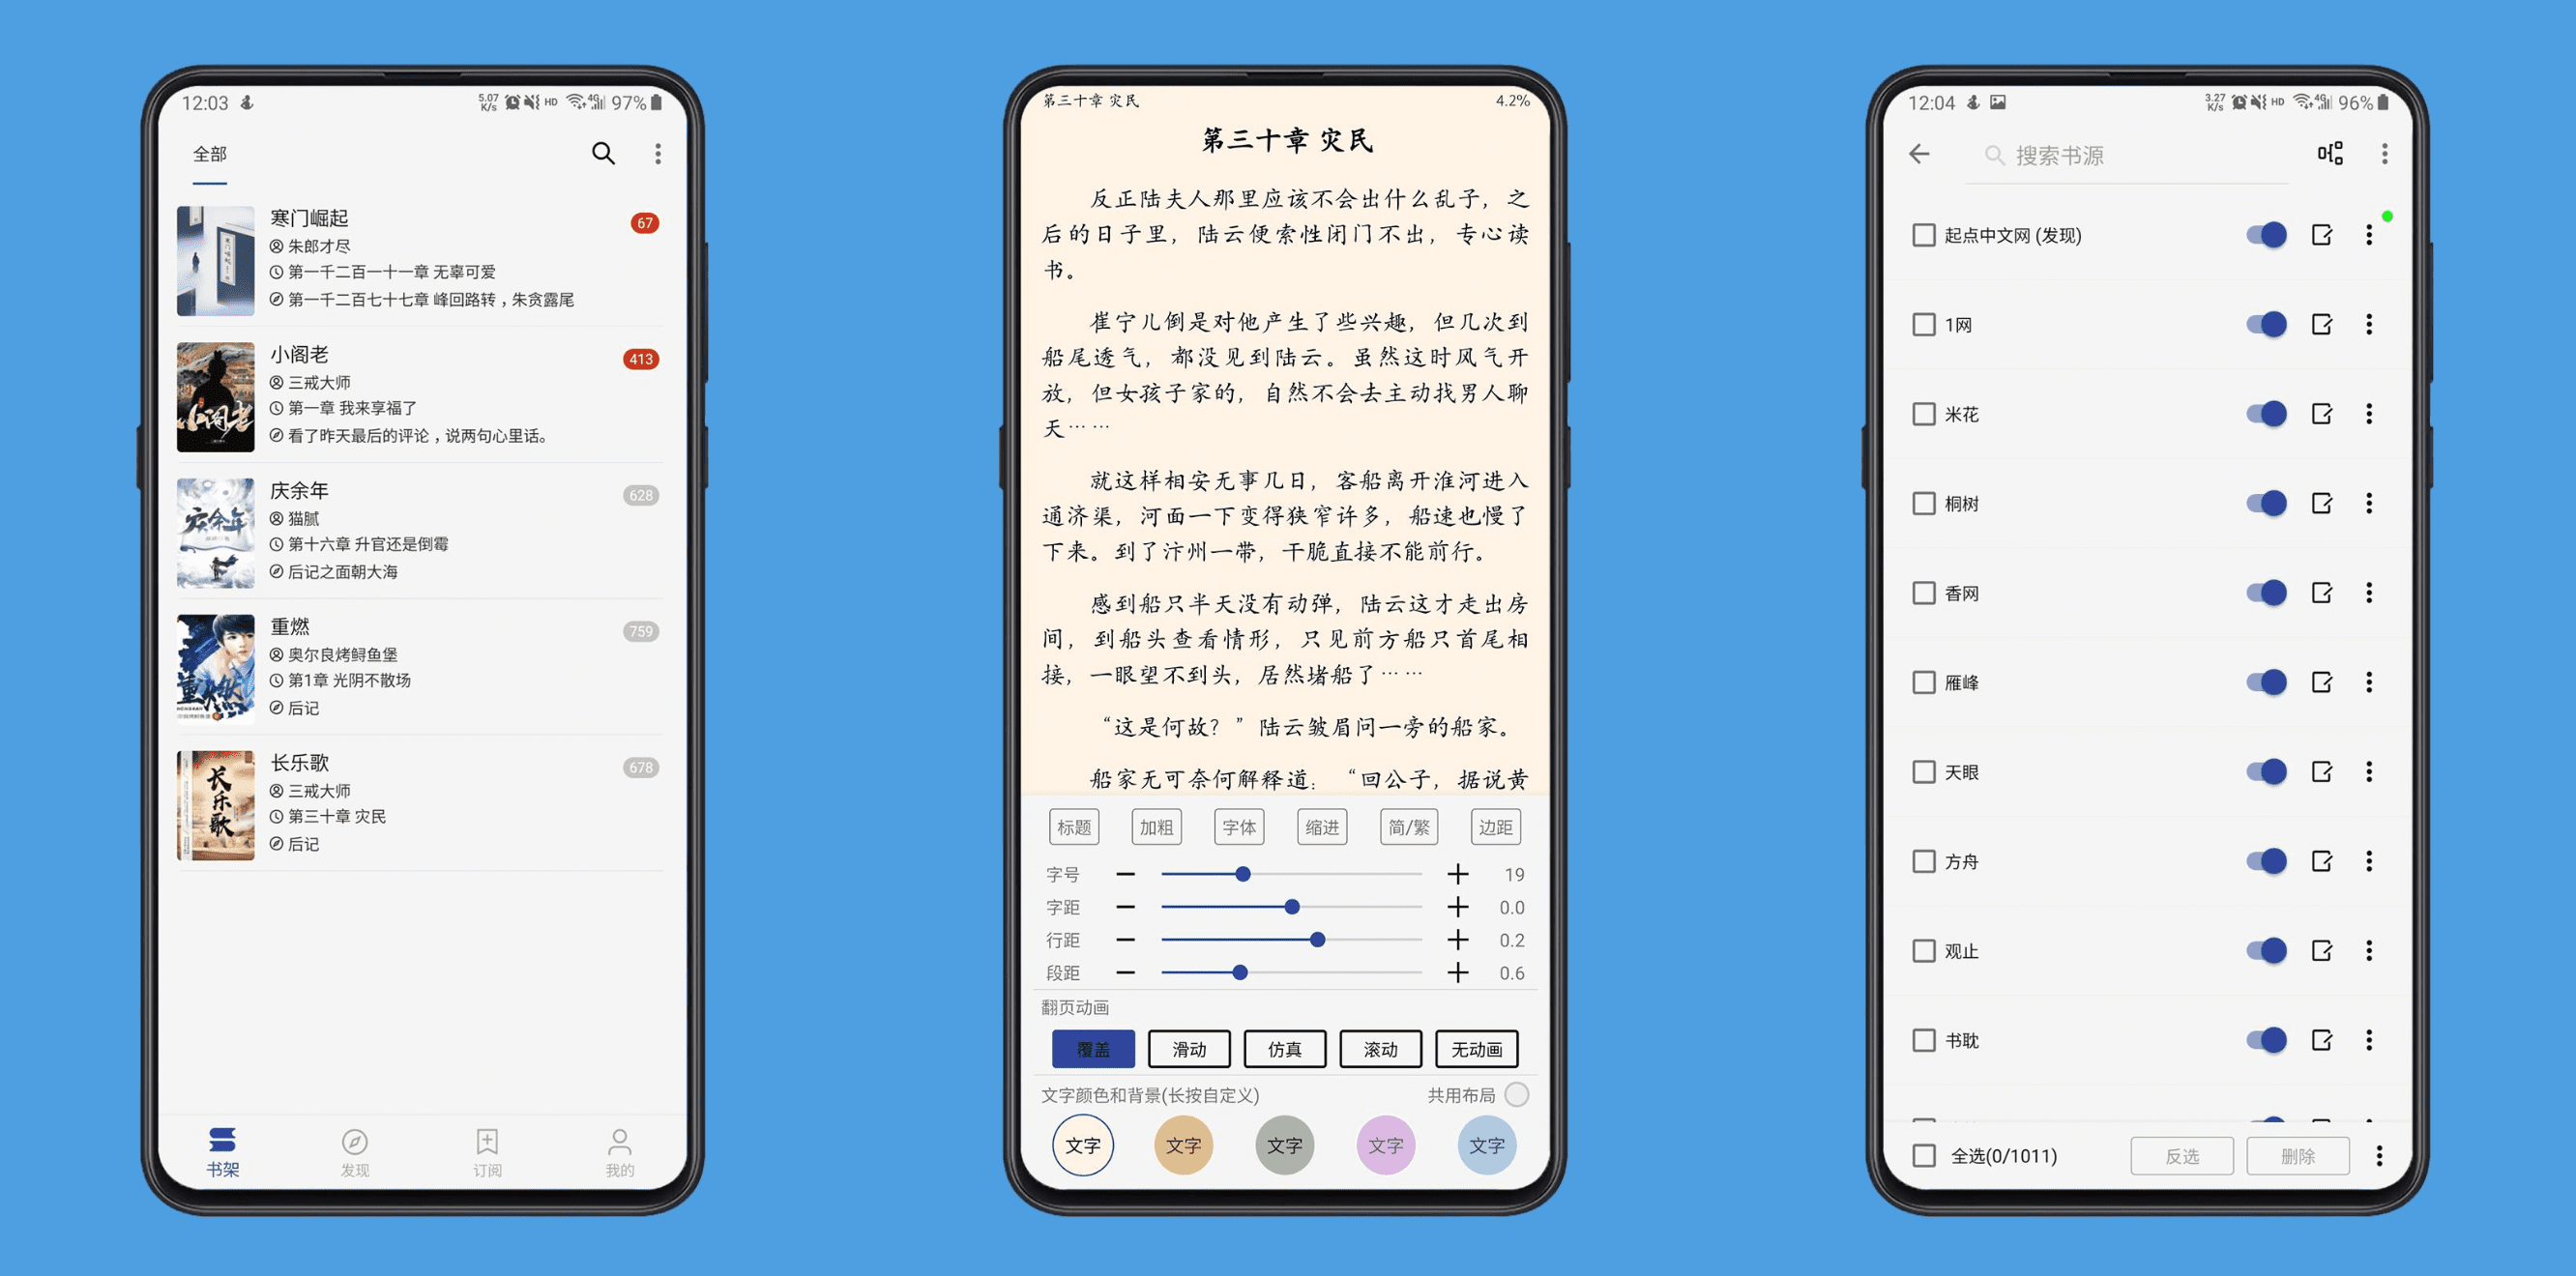 12:03
5.07 K/s HD 4G 97%
全部
寒门崛起
67
朱郎才尽
第一千二百一十一章 无辜可爱
第一千二百七十七章 峰回路转，朱贪露尾
小阁老
413
三戒大师
第一章 我来享福了
看了昨天最后的评论，说两句心里话。
庆余年
628
猫腻
第十六章 升官还是倒霉
后记之面朝大海
重燃
759
奥尔良烤鲟鱼堡
第1章 光阴不散场
后记
长乐歌
678
三戒大师
第三十章 灾民
后记
书架 发现 订阅 我的
第三十章 灾民 4.2%
第三十章 灾民
反正陆夫人那里应该不会出什么乱子，之
后的日子里，陆云便索性闭门不出，专心读
书。
崔宁儿倒是对他产生了些兴趣，但几次到
船尾透气，都没见到陆云。虽然这时风气开
放，但女孩子家的，自然不会去主动找男人聊
天……
就这样相安无事几日，客船离开淮河进入
通济渠，河面一下变得狭窄许多，船速也慢了
下来。到了汴州一带，干脆直接不能前行。
感到船只半天没有动弹，陆云这才走出房
间，到船头查看情形，只见前方船只首尾相
接，一眼望不到头，居然堵船了……
“这是何故？”陆云皱眉问一旁的船家。
船家无可奈何解释道：“回公子，据说黄
标题 加粗 字体 缩进 简/繁 边距
字号 19
字距 0.0
行距 0.2
段距 0.6
翻页动画
覆盖 滑动 仿真 滚动 无动画
文字颜色和背景(长按自定义) 共用布局
文字 文字 文字 文字 文字
12:04
3.27 K/s HD 4G 96%
搜索书源
起点中文网 (发现)
1网
米花
桐树
香网
雁峰
天眼
方舟
观止
书耽
全选(0/1011) 反选 删除